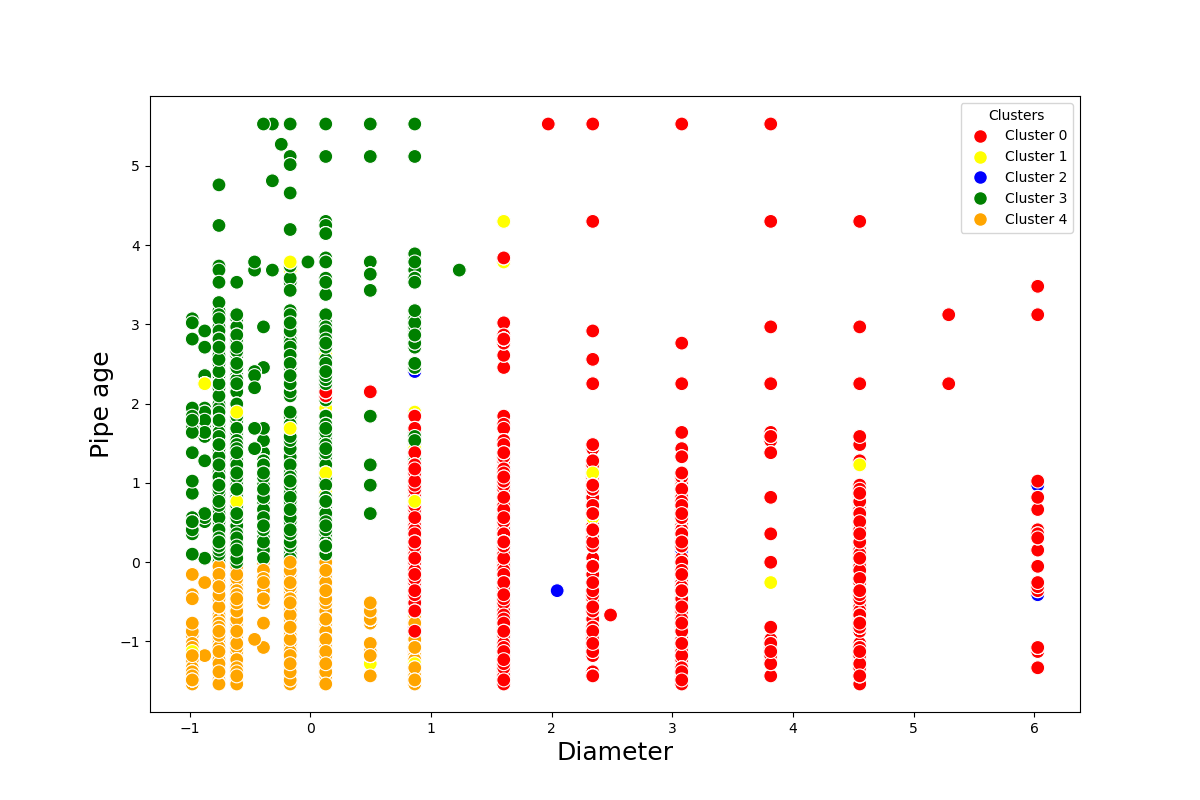 Clusters
Cluster 0
Cluster 1
Cluster 2
Cluster 3
Cluster 4
Pipe age
5
4
3
2
1
0
−1
−1 0 1 2 3 4 5 6
Diameter